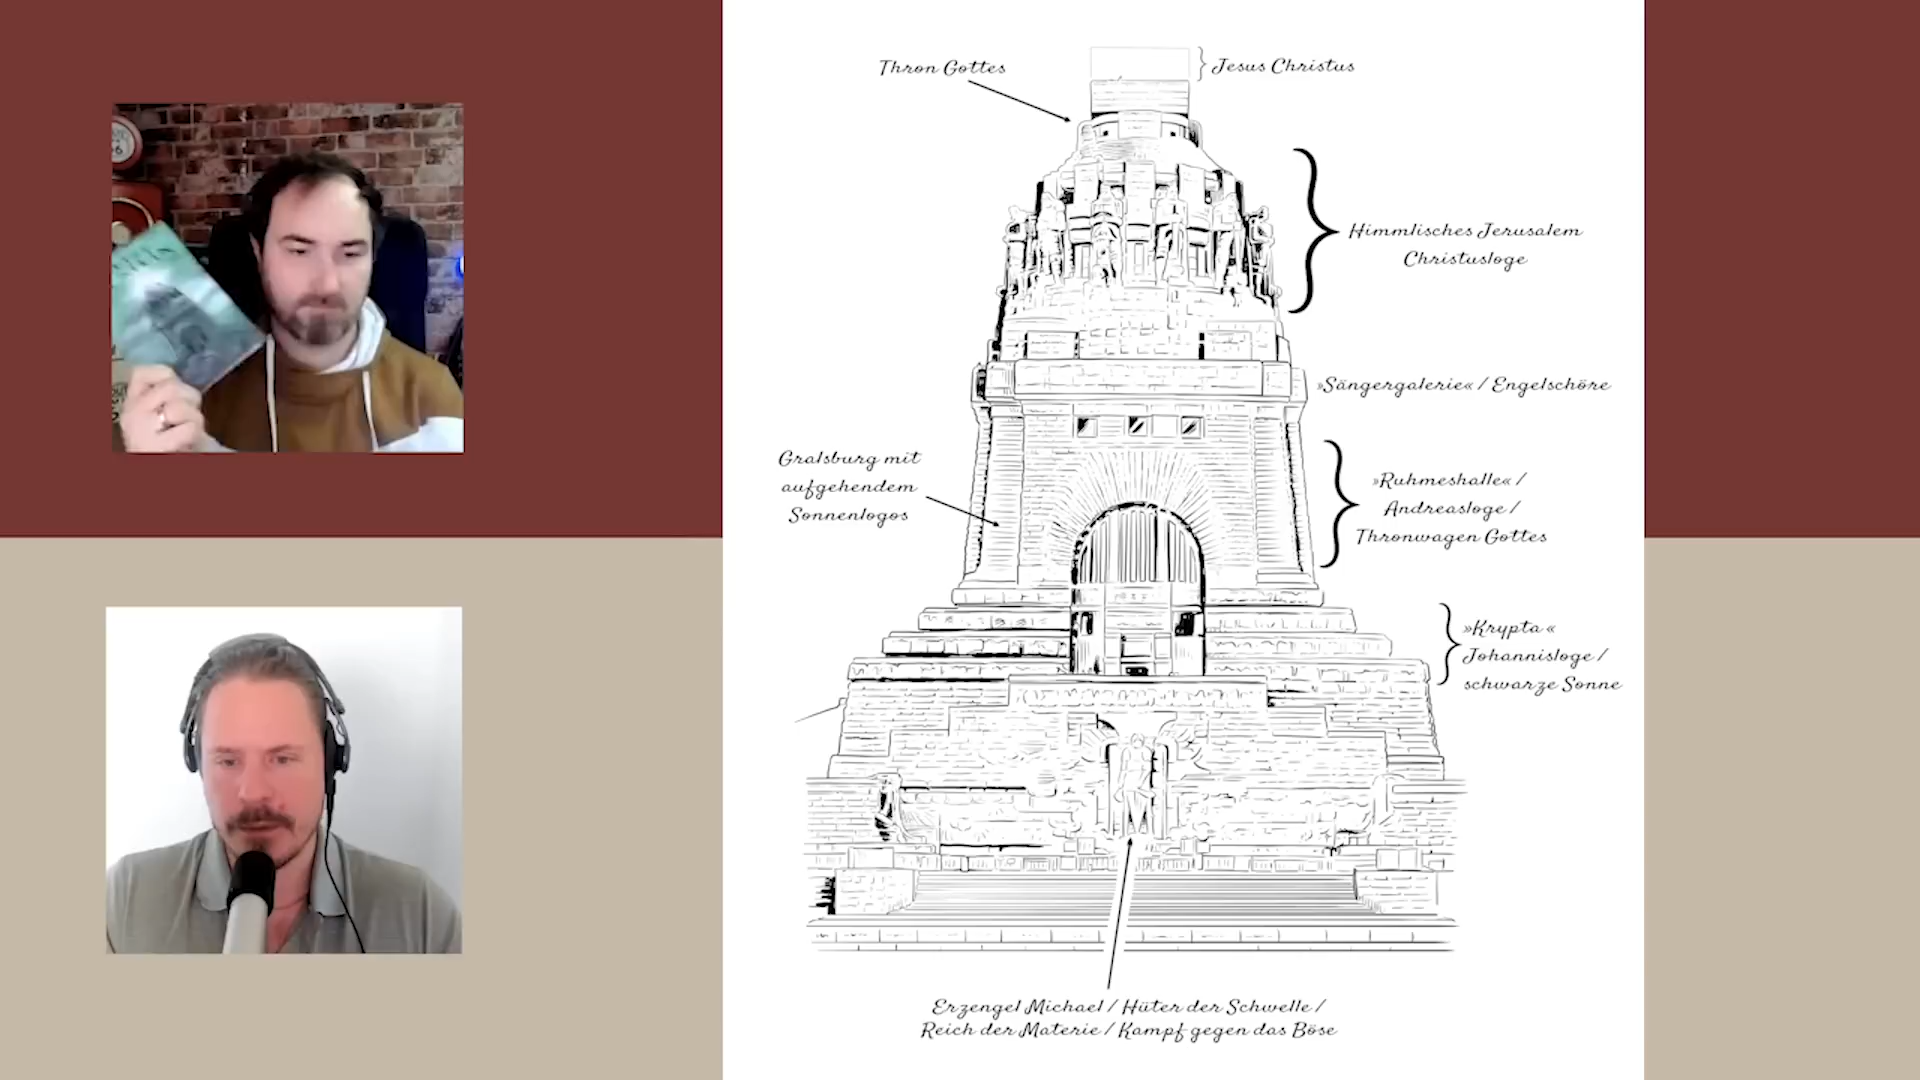 Thron Gottes
Jesus Christus
Himmlisches Jerusalem
Christusloge
»Sängergalerie« / Engelschöre
Gralsburg mit
aufgehendem
Sonnenlogos
»Ruhmeshalle« /
Andreasloge /
Thronwagen Gottes
»Krypta«
Johannisloge /
schwarze Sonne
Erzengel Michael / Hüter der Schwelle /
Reich der Materie / Kampf gegen das Böse